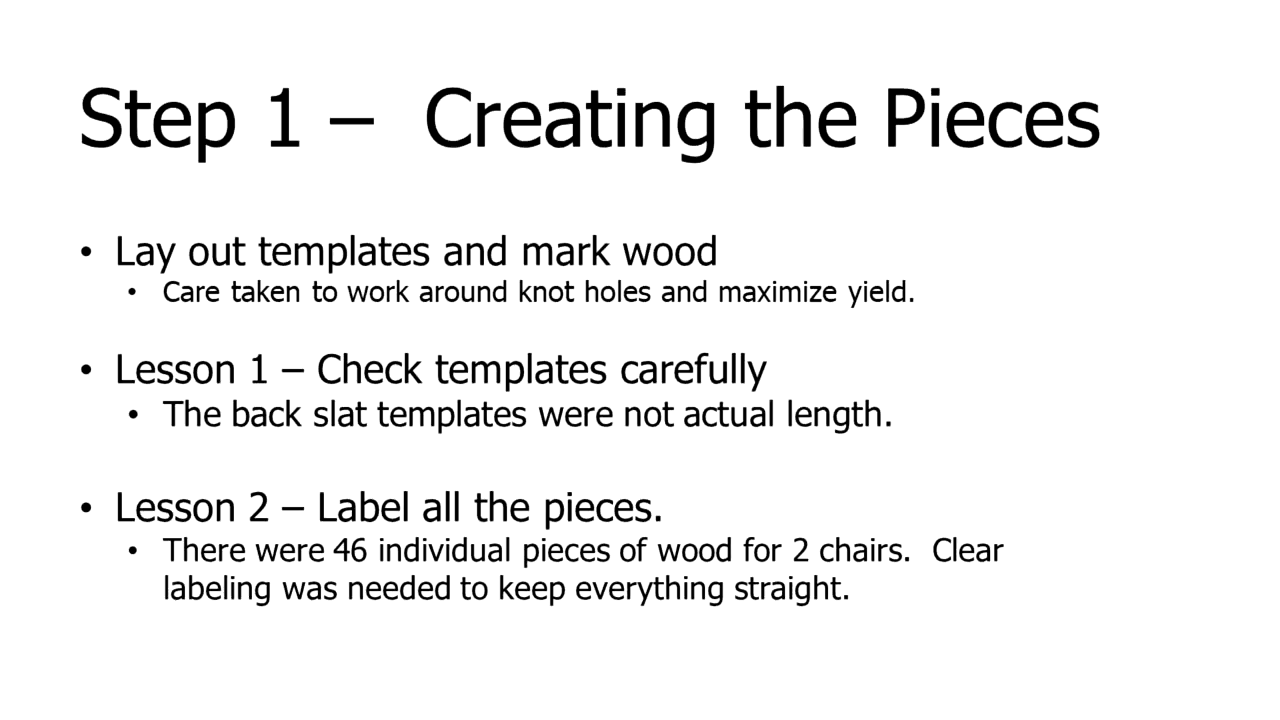 Step 1 –  Creating the Pieces
• Lay out templates and mark wood
• Care taken to work around knot holes and maximize yield.
• Lesson 1 – Check templates carefully
• The back slat templates were not actual length.
• Lesson 2 – Label all the pieces.
• There were 46 individual pieces of wood for 2 chairs.  Clear
labeling was needed to keep everything straight.